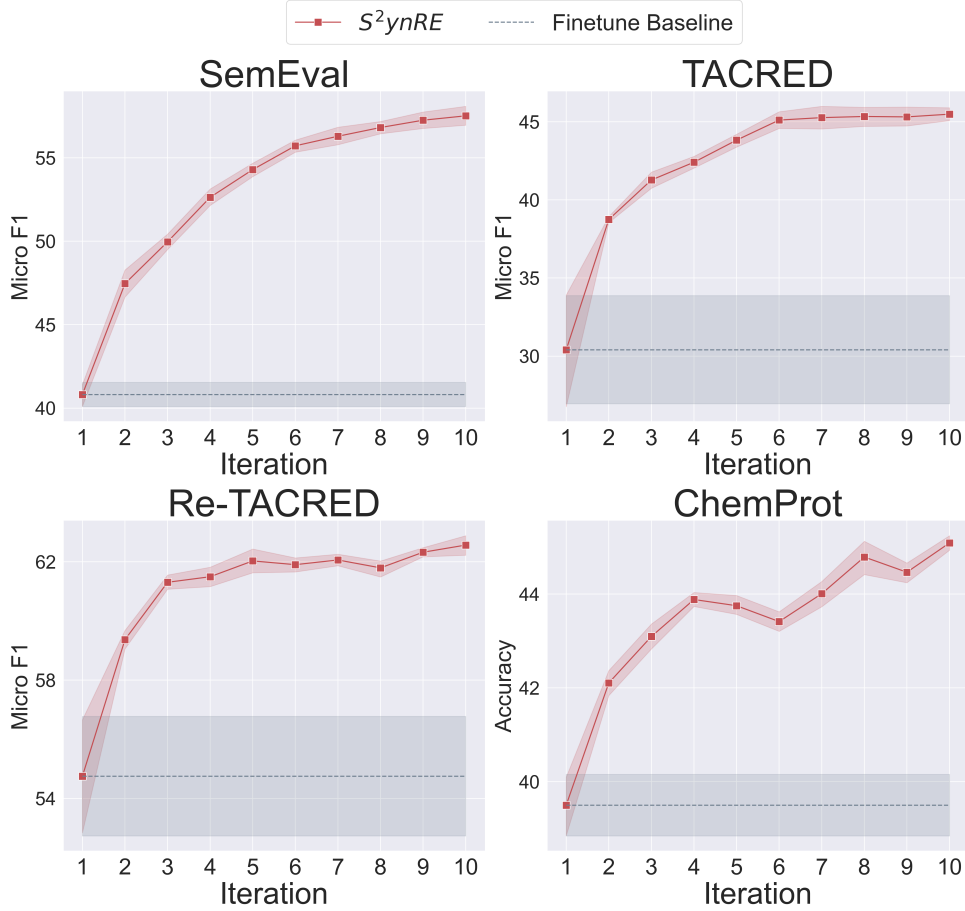 S²ynRE Finetune Baseline
SemEval
Micro F1
55
50
45
40
1 2 3 4 5 6 7 8 9 10
Iteration
TACRED
Micro F1
45
40
35
30
1 2 3 4 5 6 7 8 9 10
Iteration
Re-TACRED
Micro F1
62
58
54
1 2 3 4 5 6 7 8 9 10
Iteration
ChemProt
Accuracy
44
42
40
1 2 3 4 5 6 7 8 9 10
Iteration